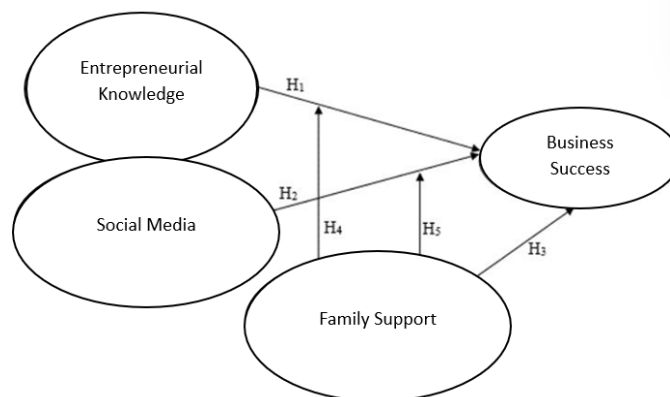 Entrepreneurial
Knowledge
H₁
Business
Success
Social Media
H₂
H₄
H₅
H₃
Family Support